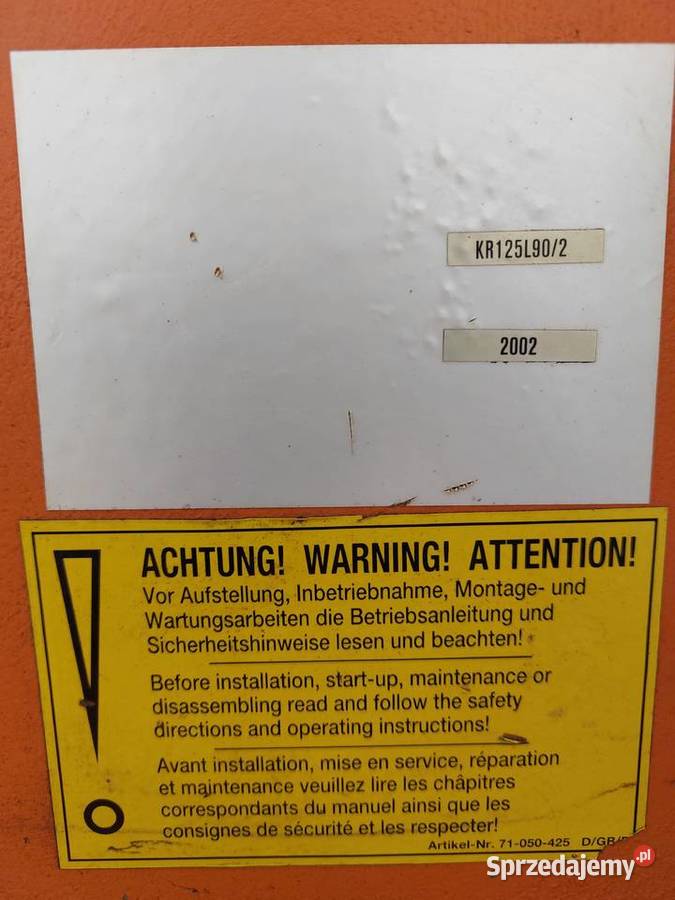 KR125L90/2
2002
ACHTUNG! WARNING! ATTENTION!
Vor Aufstellung, Inbetriebnahme, Montage- und
Wartungsarbeiten die Betriebsanleitung und
Sicherheitshinweise lesen und beachten!
Before installation, start-up, maintenance or
disassembling read and follow the safety
directions and operating instructions!
Avant installation, mise en service, réparation
et maintenance veuillez lire les châpitres
correspondants du manuel ainsi que les
consignes de sécurité et les respecter!
Artikel-Nr. 71-050-425 D/GB/
Sprzedajemy.pl